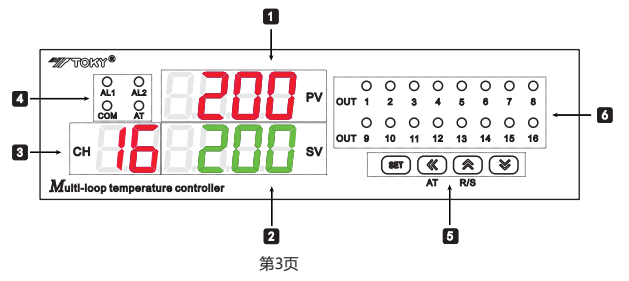 1
TOKY®
AL1 AL2
COM AT
200 PV
OUT 1 2 3 4 5 6 7 8
4
6
OUT 9 10 11 12 13 14 15 16
3
CH 16 200 SV
SET
AT R/S
Multi-loop temperature controller
2
5
第3页